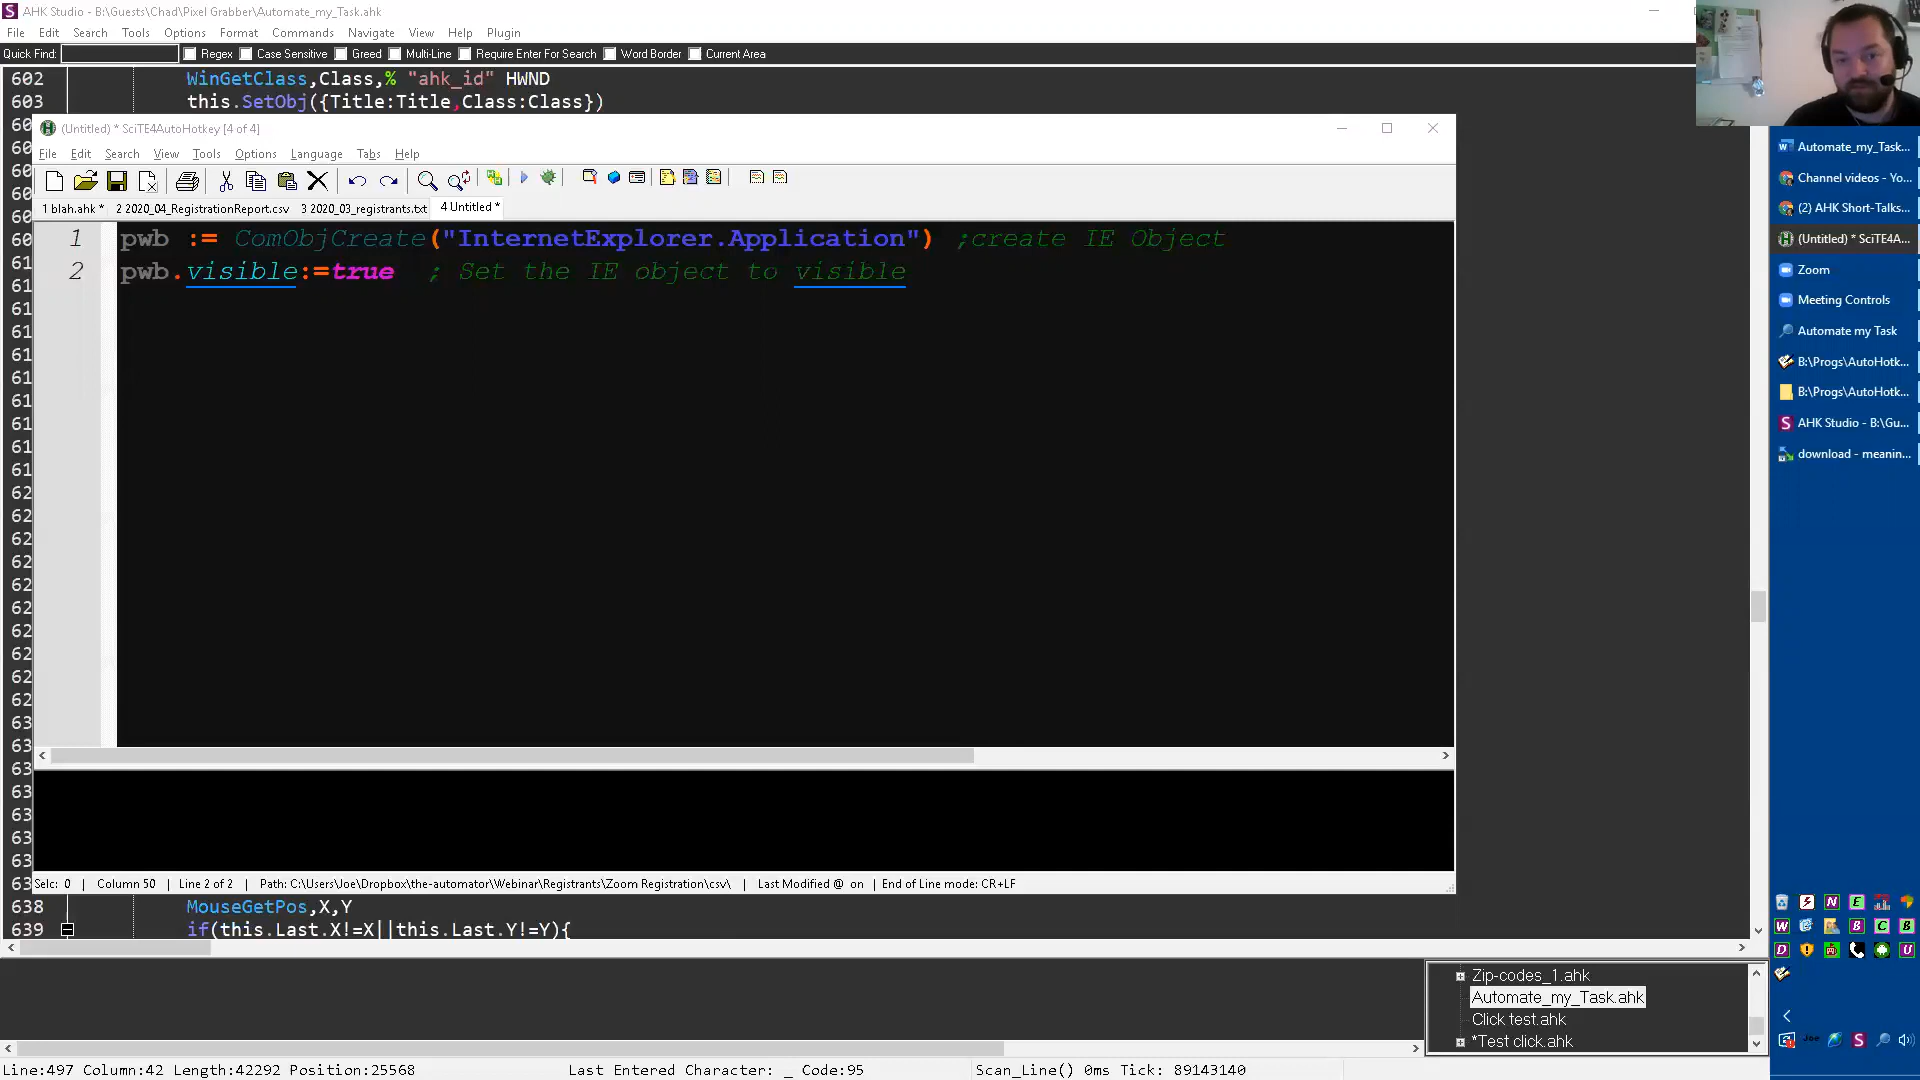 AHK Studio - B:\Guests\Chad\Pixel Grabber\Automate_my_Task.ahk
File Edit Search Tools Options Format Commands Navigate View Help Plugin
Quick Find: Regex Case Sensitive Greed Multi-Line Require Enter For Search Word Border Current Area
602 WinGetClass,Class,% "ahk_id" HWND
603 this.SetObj({Title:Title,Class:Class})
(Untitled) * SciTE4AutoHotkey [4 of 4]
File Edit Search View Tools Options Language Tabs Help
1 blah.ahk * 2 2020_04_RegistrationReport.csv 3 2020_03_registrants.txt 4 Untitled *
1 pwb := ComObjCreate("InternetExplorer.Application") ;create IE Object
2 pwb.visible:=true ; Set the IE object to visible
Selc: 0 | Column 50 | Line 2 of 2 | Path: C:\Users\Joe\Dropbox\the-automator\Webinar\Registrants\Zoom Registration\csv\ | Last Modified @ on | End of Line mode: CR+LF
638 MouseGetPos,X,Y
639 if(this.Last.X!=X||this.Last.Y!=Y){
Automate_my_Task...
Channel videos - Yo...
(2) AHK Short-Talks...
(Untitled) * SciTE4A...
Zoom
Meeting Controls
Automate my Task
B:\Progs\AutoHotk...
B:\Progs\AutoHotk...
AHK Studio - B:\Gu...
download - meanin...
Zip-codes_1.ahk
Automate_my_Task.ahk
Click test.ahk
*Test click.ahk
Joe
Line:497 Column:42 Length:42292 Position:25568 Last Entered Character: _ Code:95 Scan_Line() 0ms Tick: 89143140